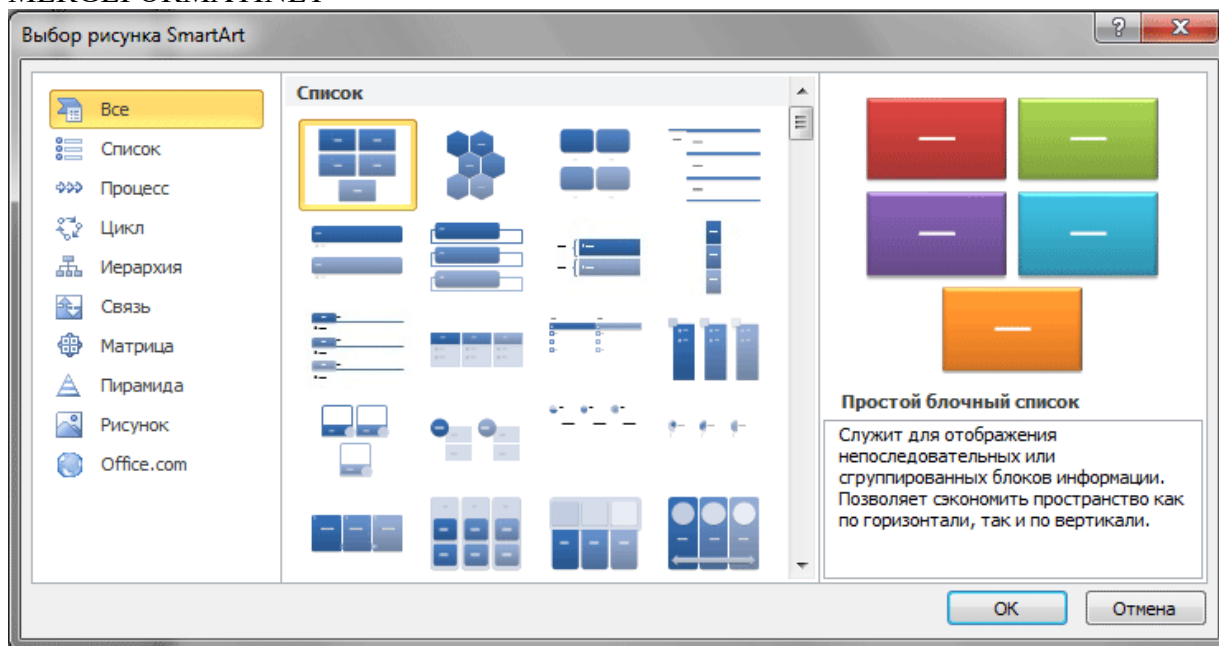 MERGEFORMATINET
Выбор рисунка SmartArt
Все
Список
Процесс
Цикл
Иерархия
Связь
Матрица
Пирамида
Рисунок
Office.com
Список
Простой блочный список
Служит для отображения
непоследовательных или
сгруппированных блоков информации.
Позволяет сэкономить пространство как
по горизонтали, так и по вертикали.
ОК
Отмена